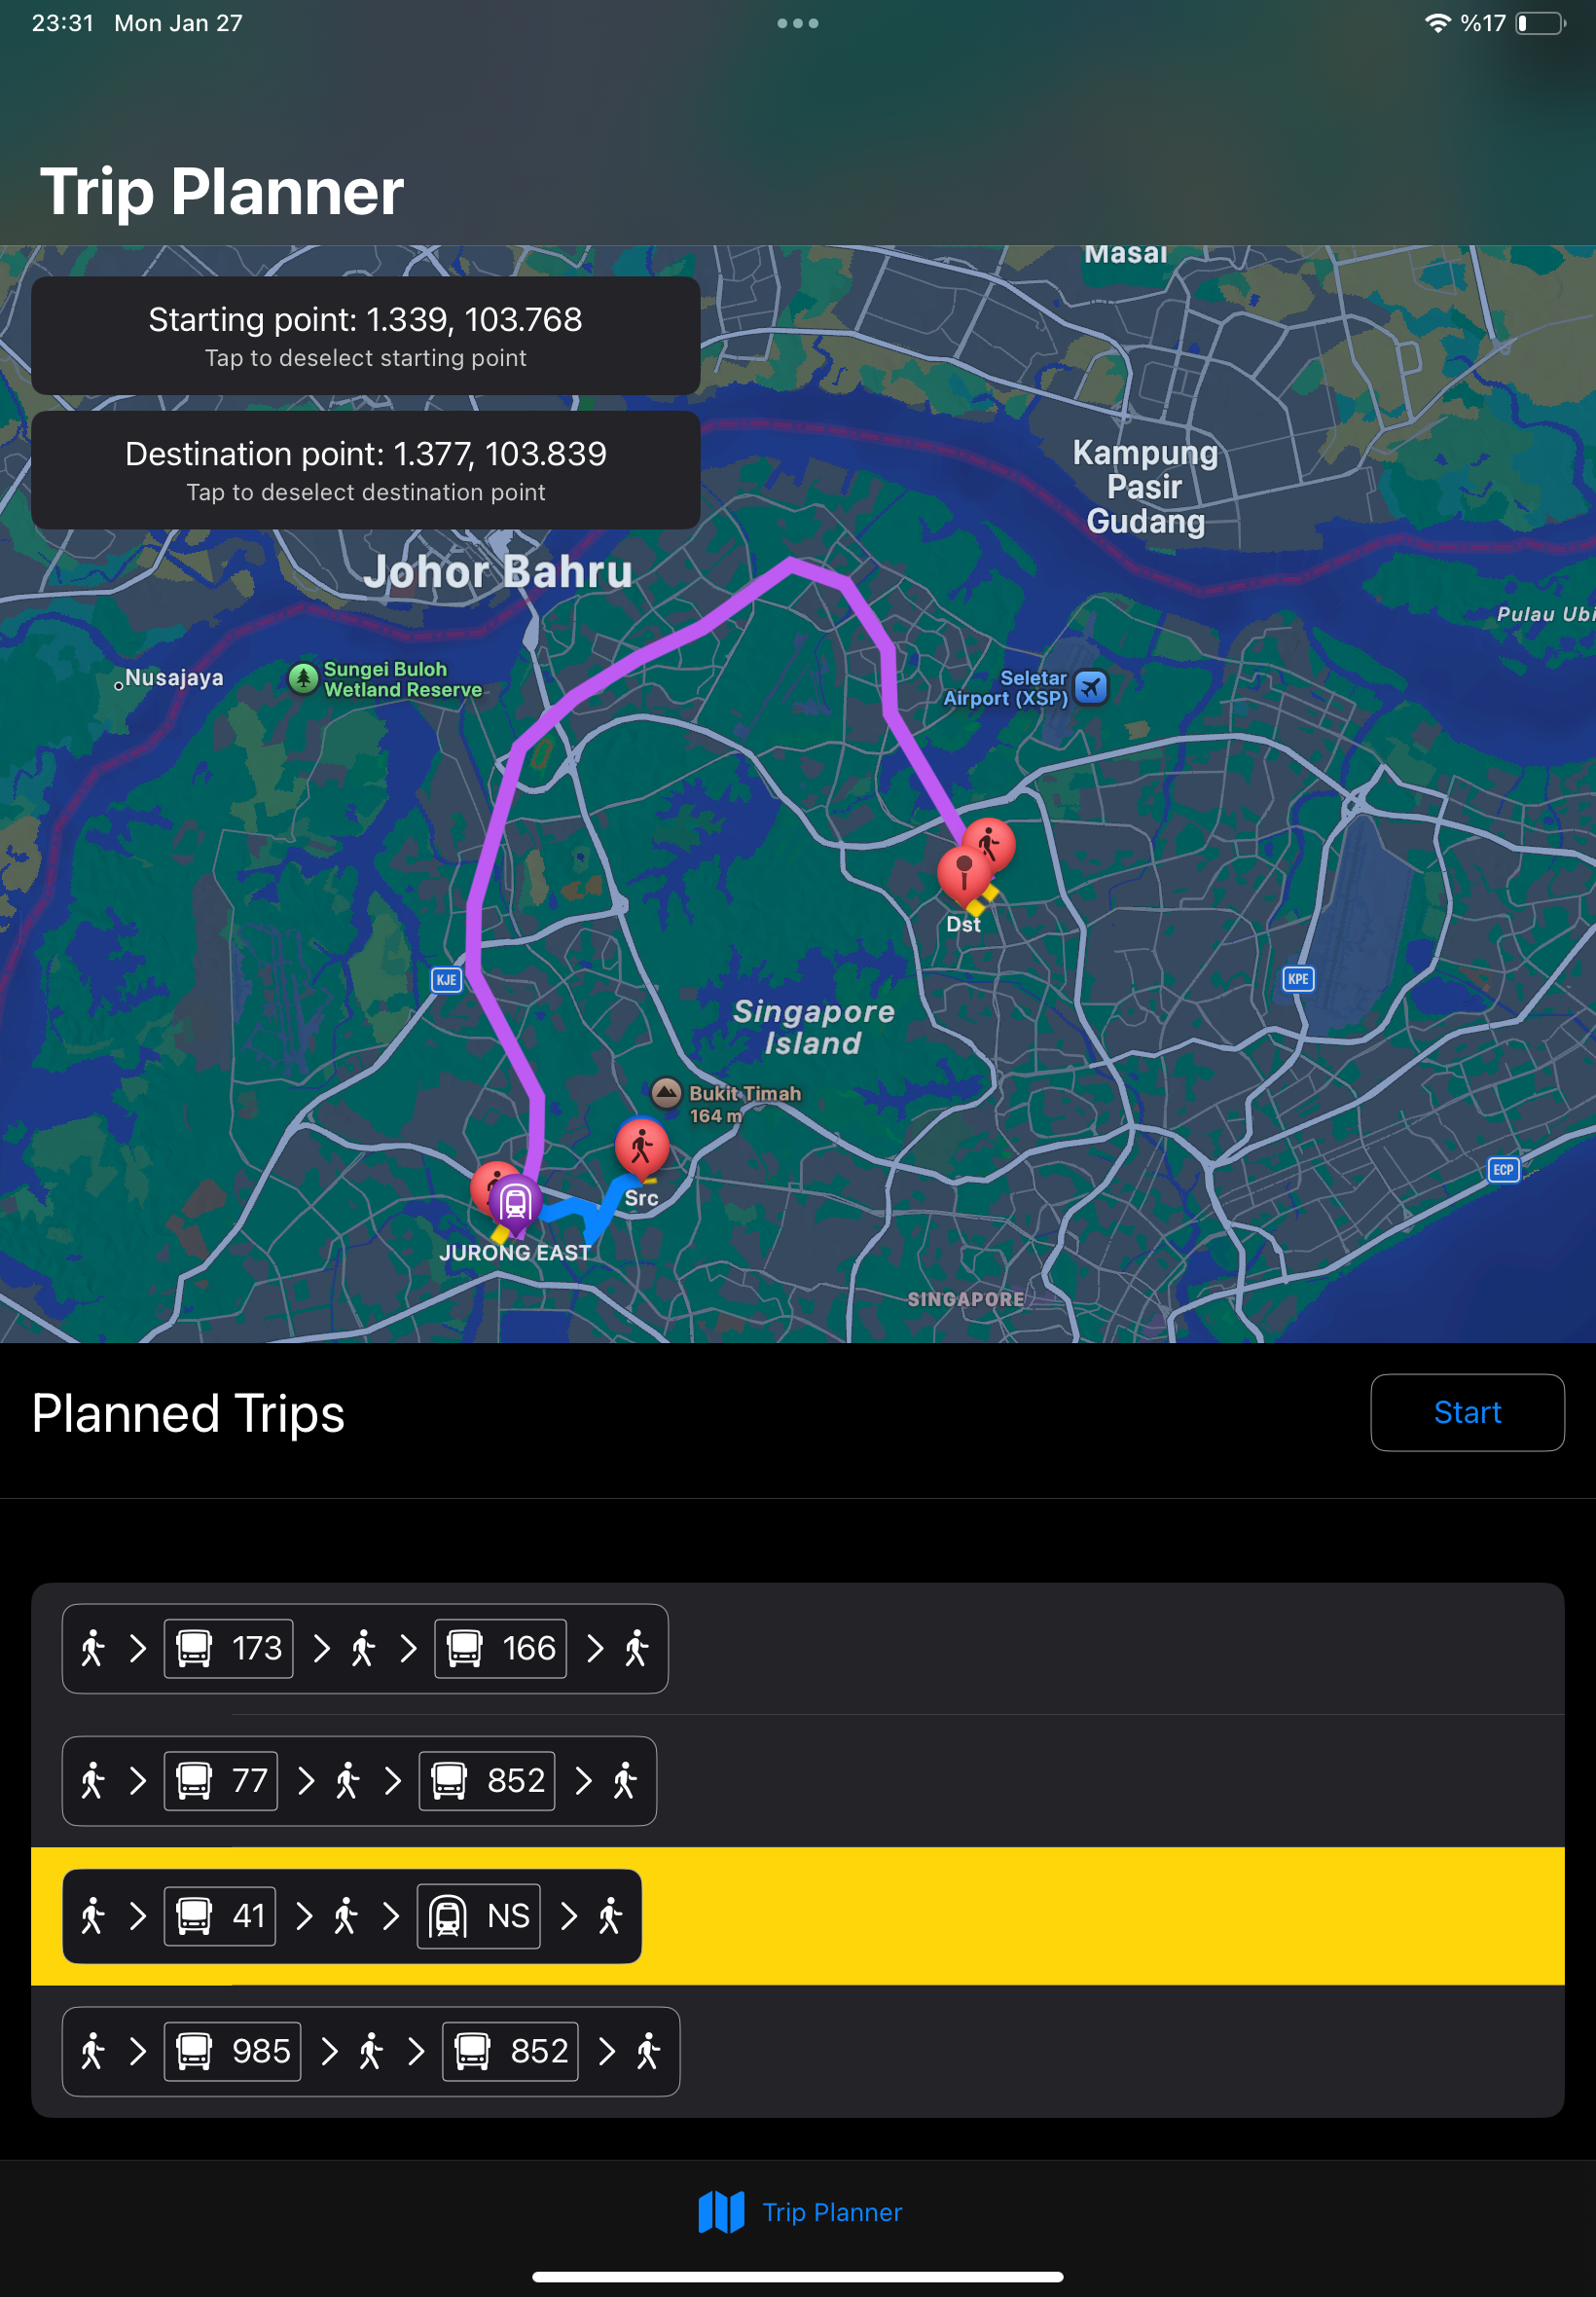 23:31 Mon Jan 27
%17
Trip Planner
Masai
Starting point: 1.339, 103.768
Tap to deselect starting point
Destination point: 1.377, 103.839
Tap to deselect destination point
Kampung
Pasir
Gudang
Johor Bahru
Pulau Ubi
Nusajaya
Sungei Buloh
Wetland Reserve
Seletar
Airport (XSP)
Dst
KJE
KPE
Singapore
Island
Bukit Timah
164 m
ECP
Src
JURONG EAST
SINGAPORE
Planned Trips
Start
173 166
77 852
41 NS
985 852
Trip Planner